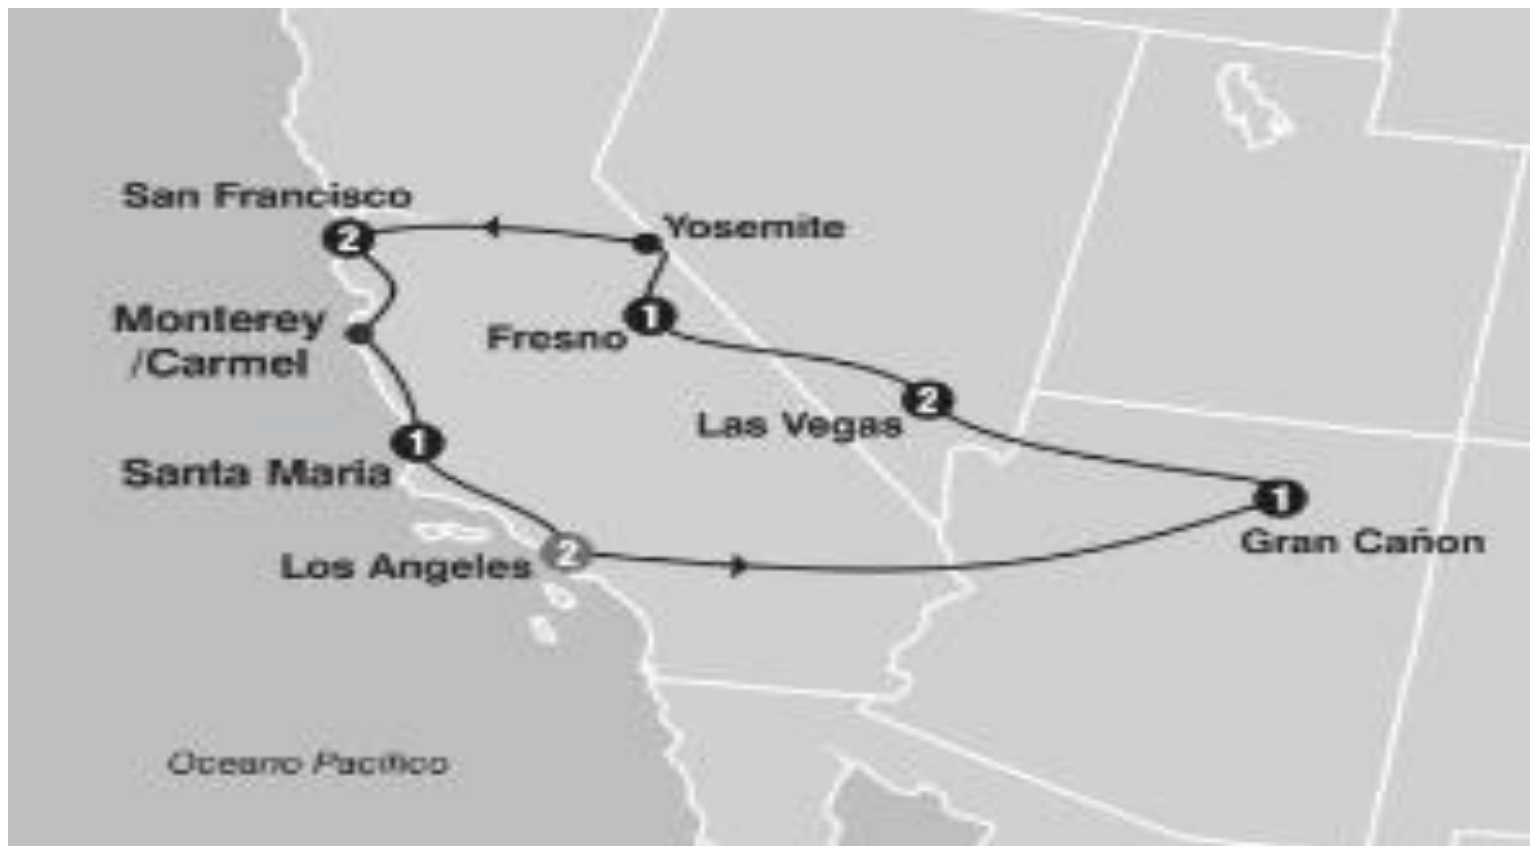 San Francisco
2
Yosemite
Monterey
/Carmel
Fresno
1
Las Vegas
2
1
Santa Maria
1
Gran Cañon
Los Angeles
2
Oceano Pacifico